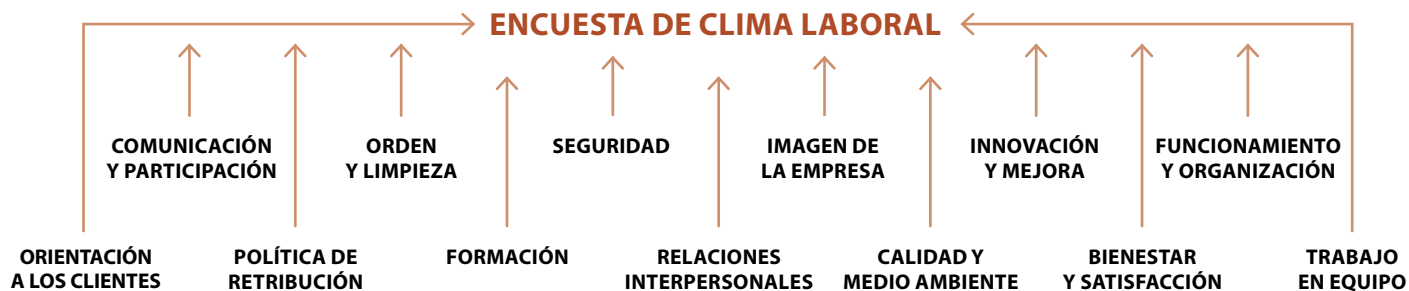 ENCUESTA DE CLIMA LABORAL
COMUNICACIÓN
Y PARTICIPACIÓN
ORDEN
Y LIMPIEZA
SEGURIDAD
IMAGEN DE
LA EMPRESA
INNOVACIÓN
Y MEJORA
FUNCIONAMIENTO
Y ORGANIZACIÓN
ORIENTACIÓN
A LOS CLIENTES
POLÍTICA DE
RETRIBUCIÓN
FORMACIÓN
RELACIONES
INTERPERSONALES
CALIDAD Y
MEDIO AMBIENTE
BIENESTAR
Y SATISFACCIÓN
TRABAJO
EN EQUIPO